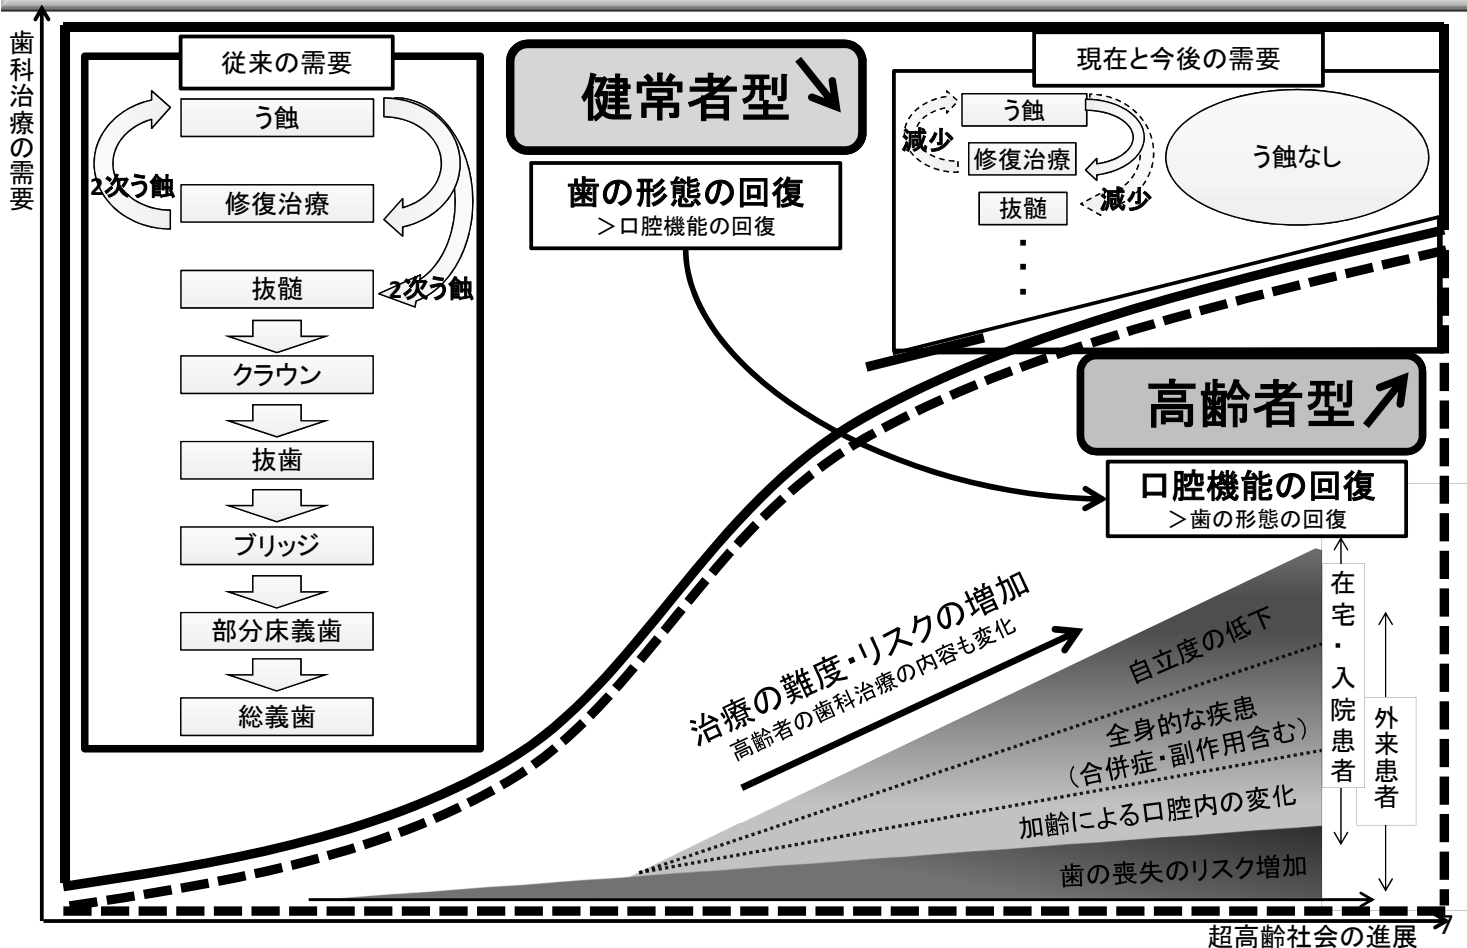 歯科治療の需要
従来の需要
う蝕
2次う蝕
修復治療
抜髄
2次う蝕
クラウン
抜歯
ブリッジ
部分床義歯
総義歯
健常者型
歯の形態の回復
＞口腔機能の回復
現在と今後の需要
う蝕
減少
修復治療
減少
抜髄
う蝕なし
高齢者型
口腔機能の回復
＞歯の形態の回復
治療の難度・リスクの増加
高齢者の歯科治療の内容も変化
自立度の低下
全身的な疾患
（合併症・副作用含む）
加齢による口腔内の変化
歯の喪失のリスク増加
在宅・入院患者
外来患者
超高齢社会の進展
7